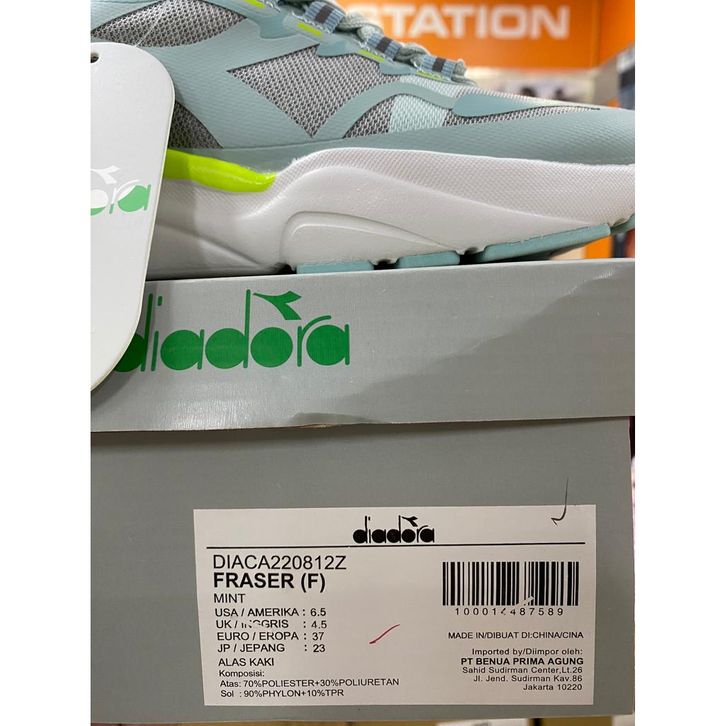 STATION
dora
diadora
diadora
DIACA220812Z
FRASER (F)
MINT
USA / AMERIKA : 6.5
UK / INGGRIS : 4.5
EURO / EROPA : 37
JP / JEPANG : 23
ALAS KAKI
Komposisi:
Atas: 70%POLIESTER+30%POLIURETAN
Sol : 90%PHYLON+10%TPR
100014487589
MADE IN/DIBUAT DI:CHINA/CINA
Imported by/Diimpor oleh:
PT BENUA PRIMA AGUNG
Sahid Sudirman Center,Lt.26
Jl. Jend. Sudirman Kav.86
Jakarta 10220